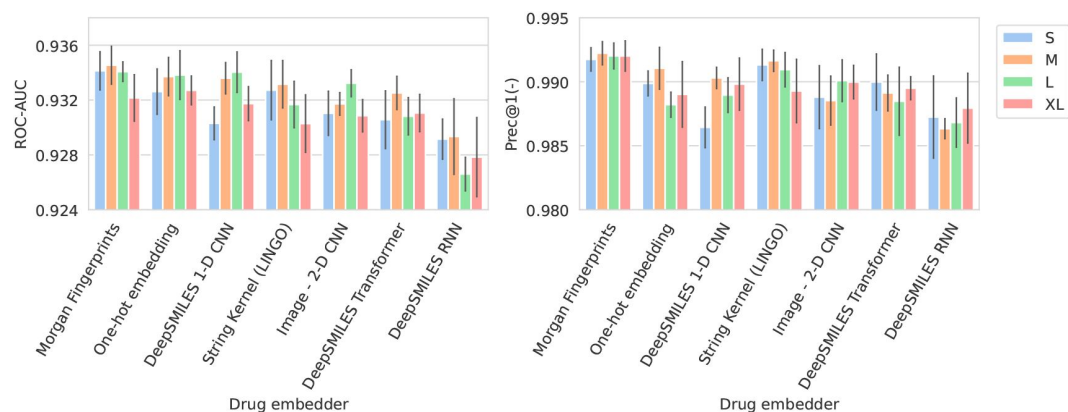 ROC-AUC
0.936
0.932
0.928
0.924
Morgan Fingerprints
One-hot embedding
DeepSMILES 1-D CNN
String Kernel (LINGO)
Image - 2-D CNN
DeepSMILES Transformer
DeepSMILES RNN
Drug embedder
Prec@1(-)
0.995
0.990
0.985
0.980
Morgan Fingerprints
One-hot embedding
DeepSMILES 1-D CNN
String Kernel (LINGO)
Image - 2-D CNN
DeepSMILES Transformer
DeepSMILES RNN
Drug embedder
S
M
L
XL